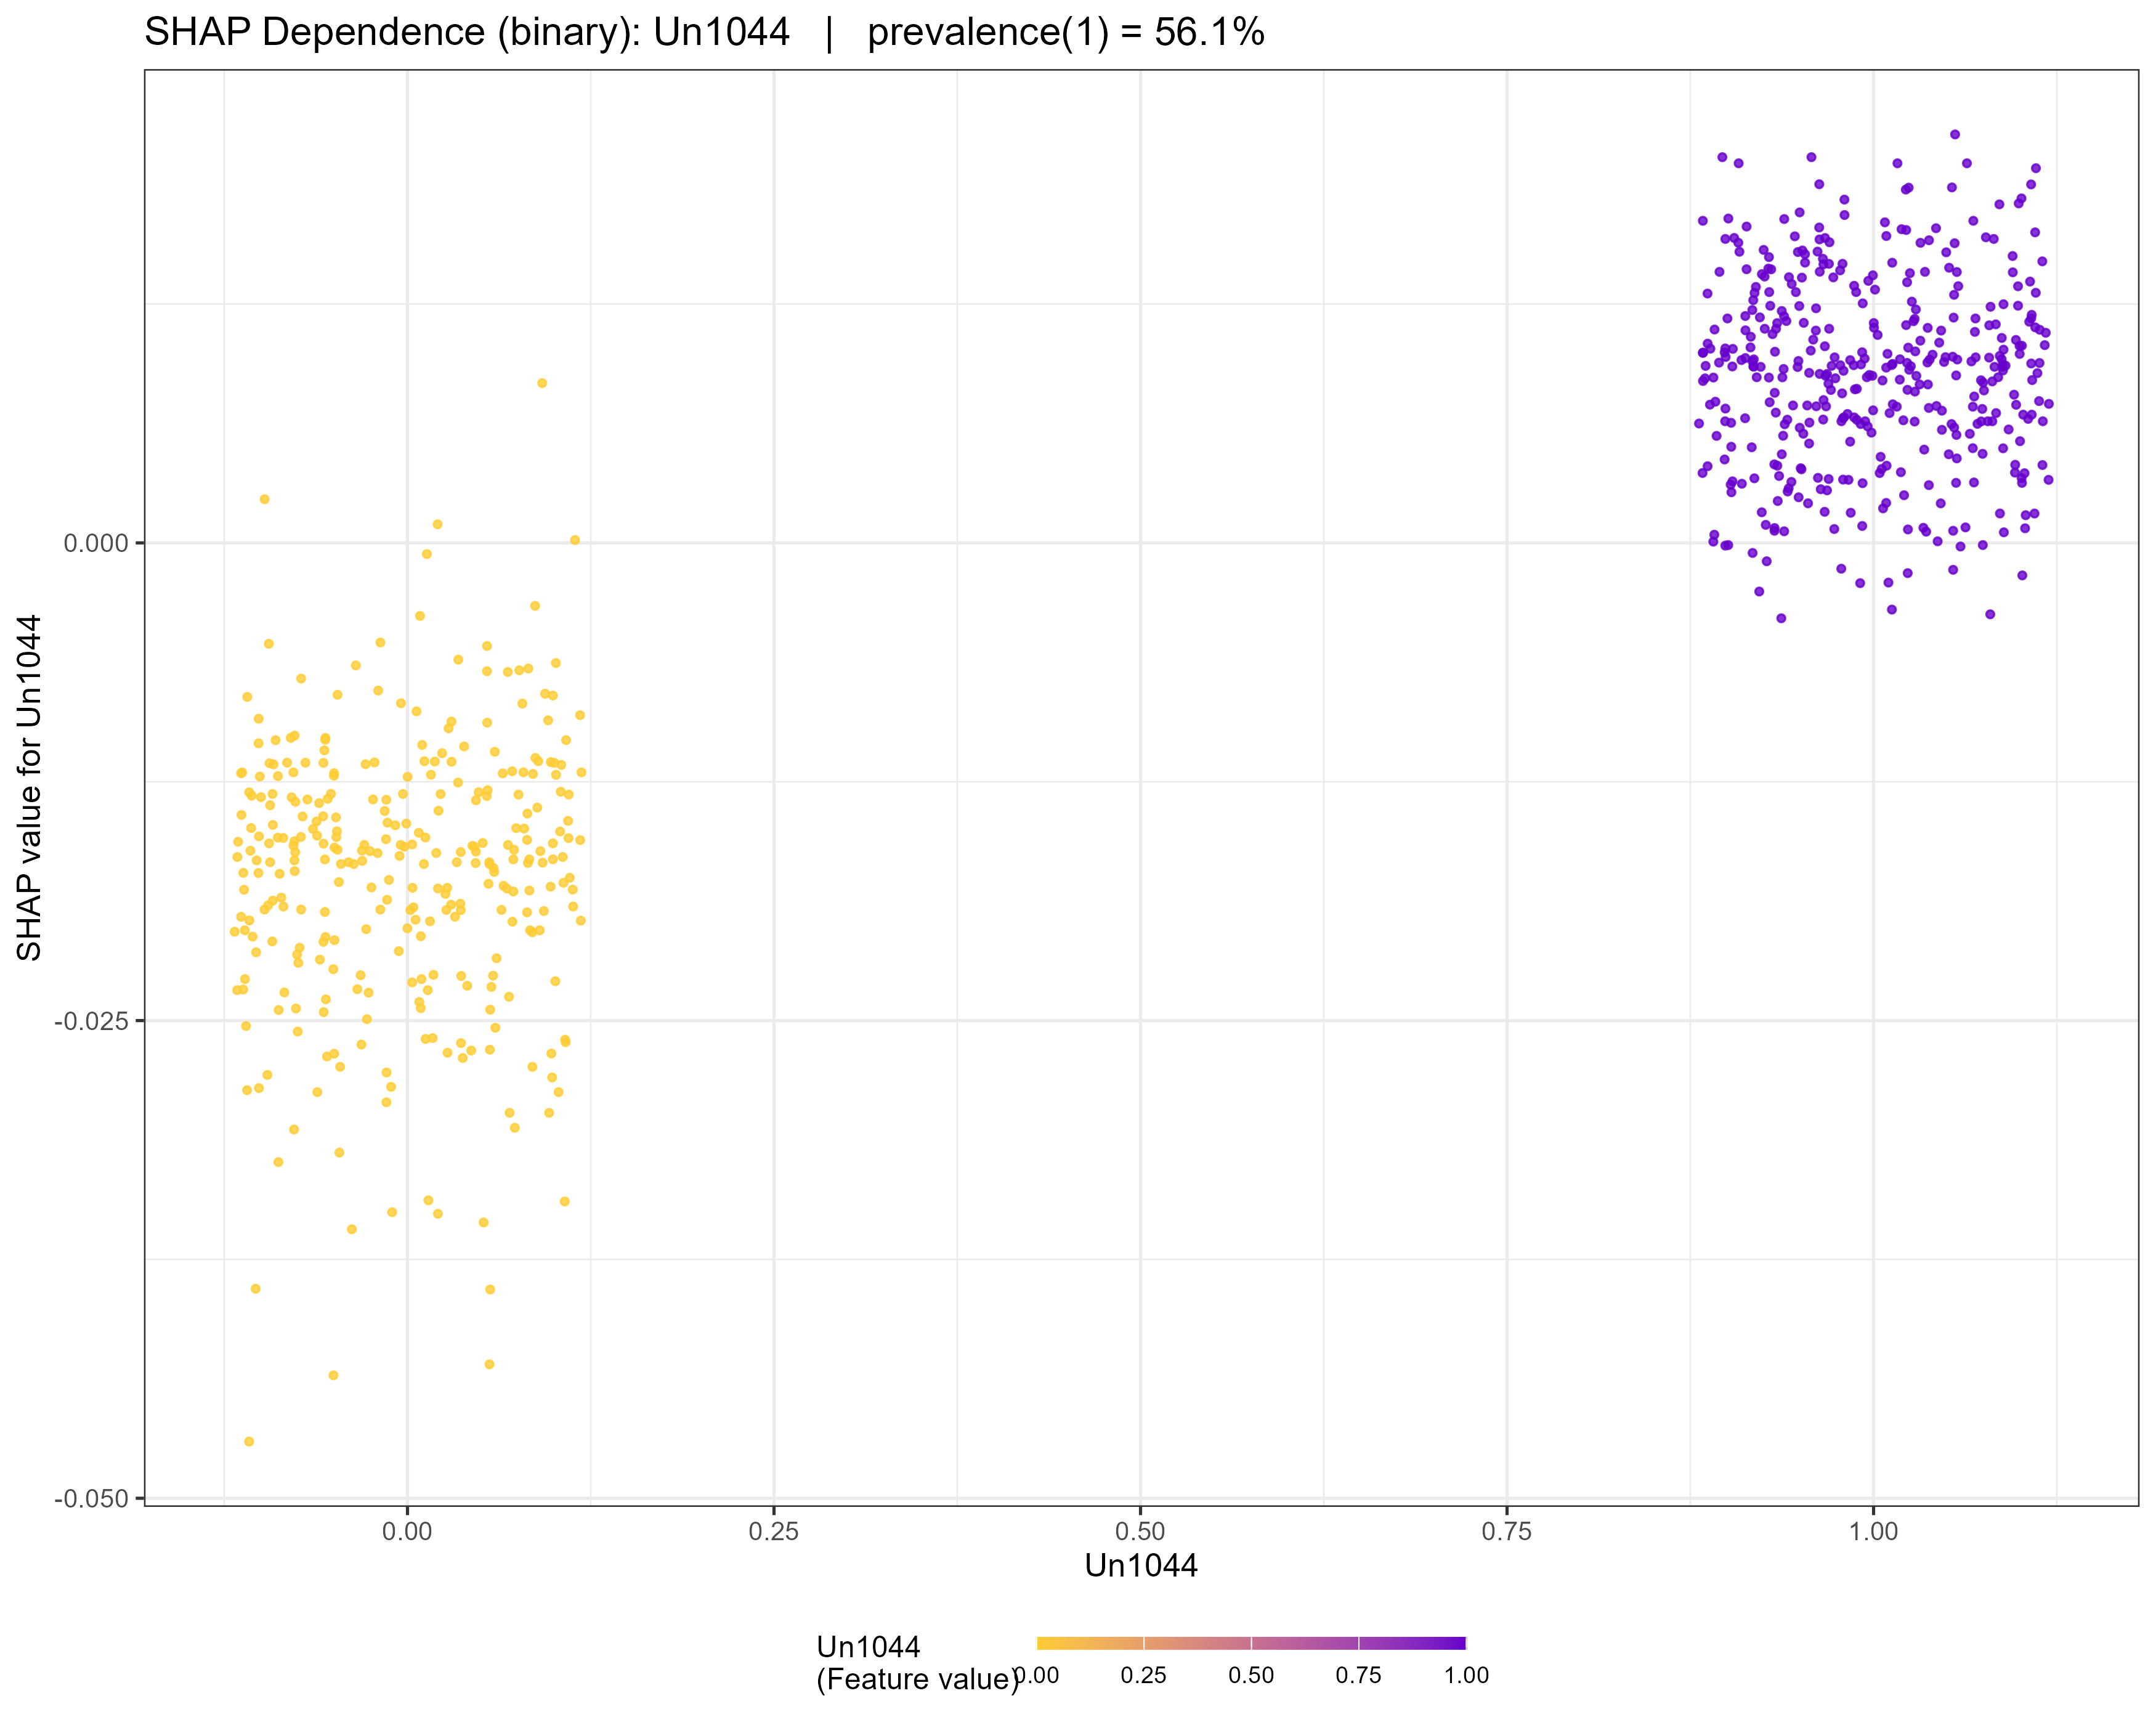 SHAP Dependence (binary): Un1044 | prevalence(1) = 56.1%
SHAP value for Un1044
0.000
-0.025
-0.050
0.00 0.25 0.50 0.75 1.00
Un1044
Un1044
(Feature value)
0.00 0.25 0.50 0.75 1.00